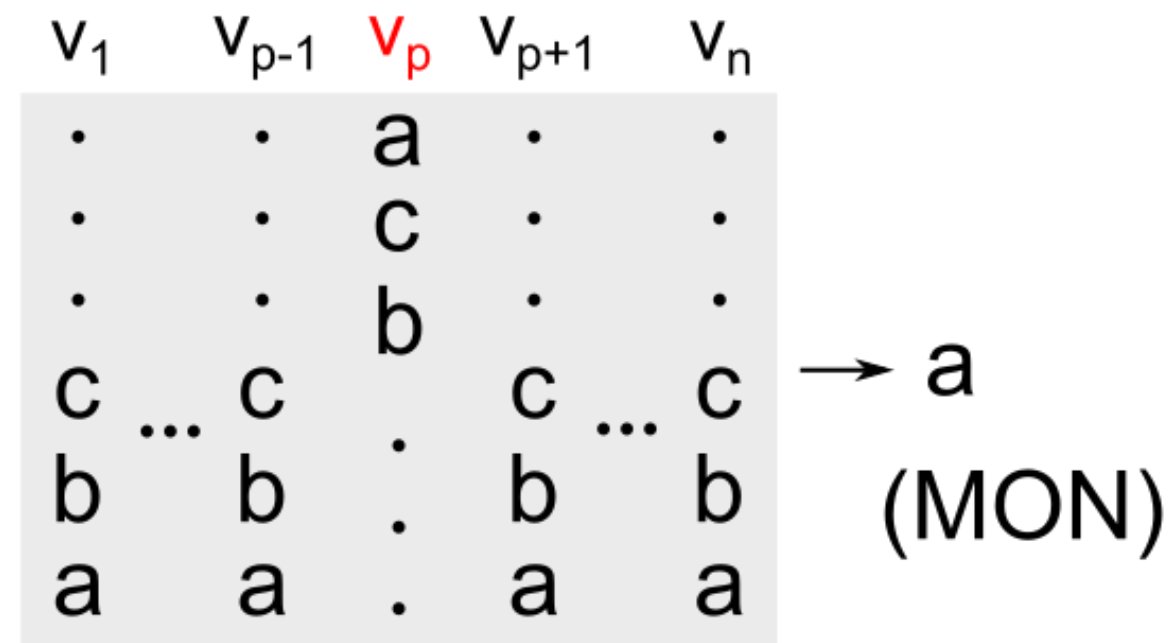 v1 vp-1 vp vp+1 vn
. . a . .
. . c . .
. . b . .
c ... c . c ... c → a
b b . b b (MON)
a a . a a